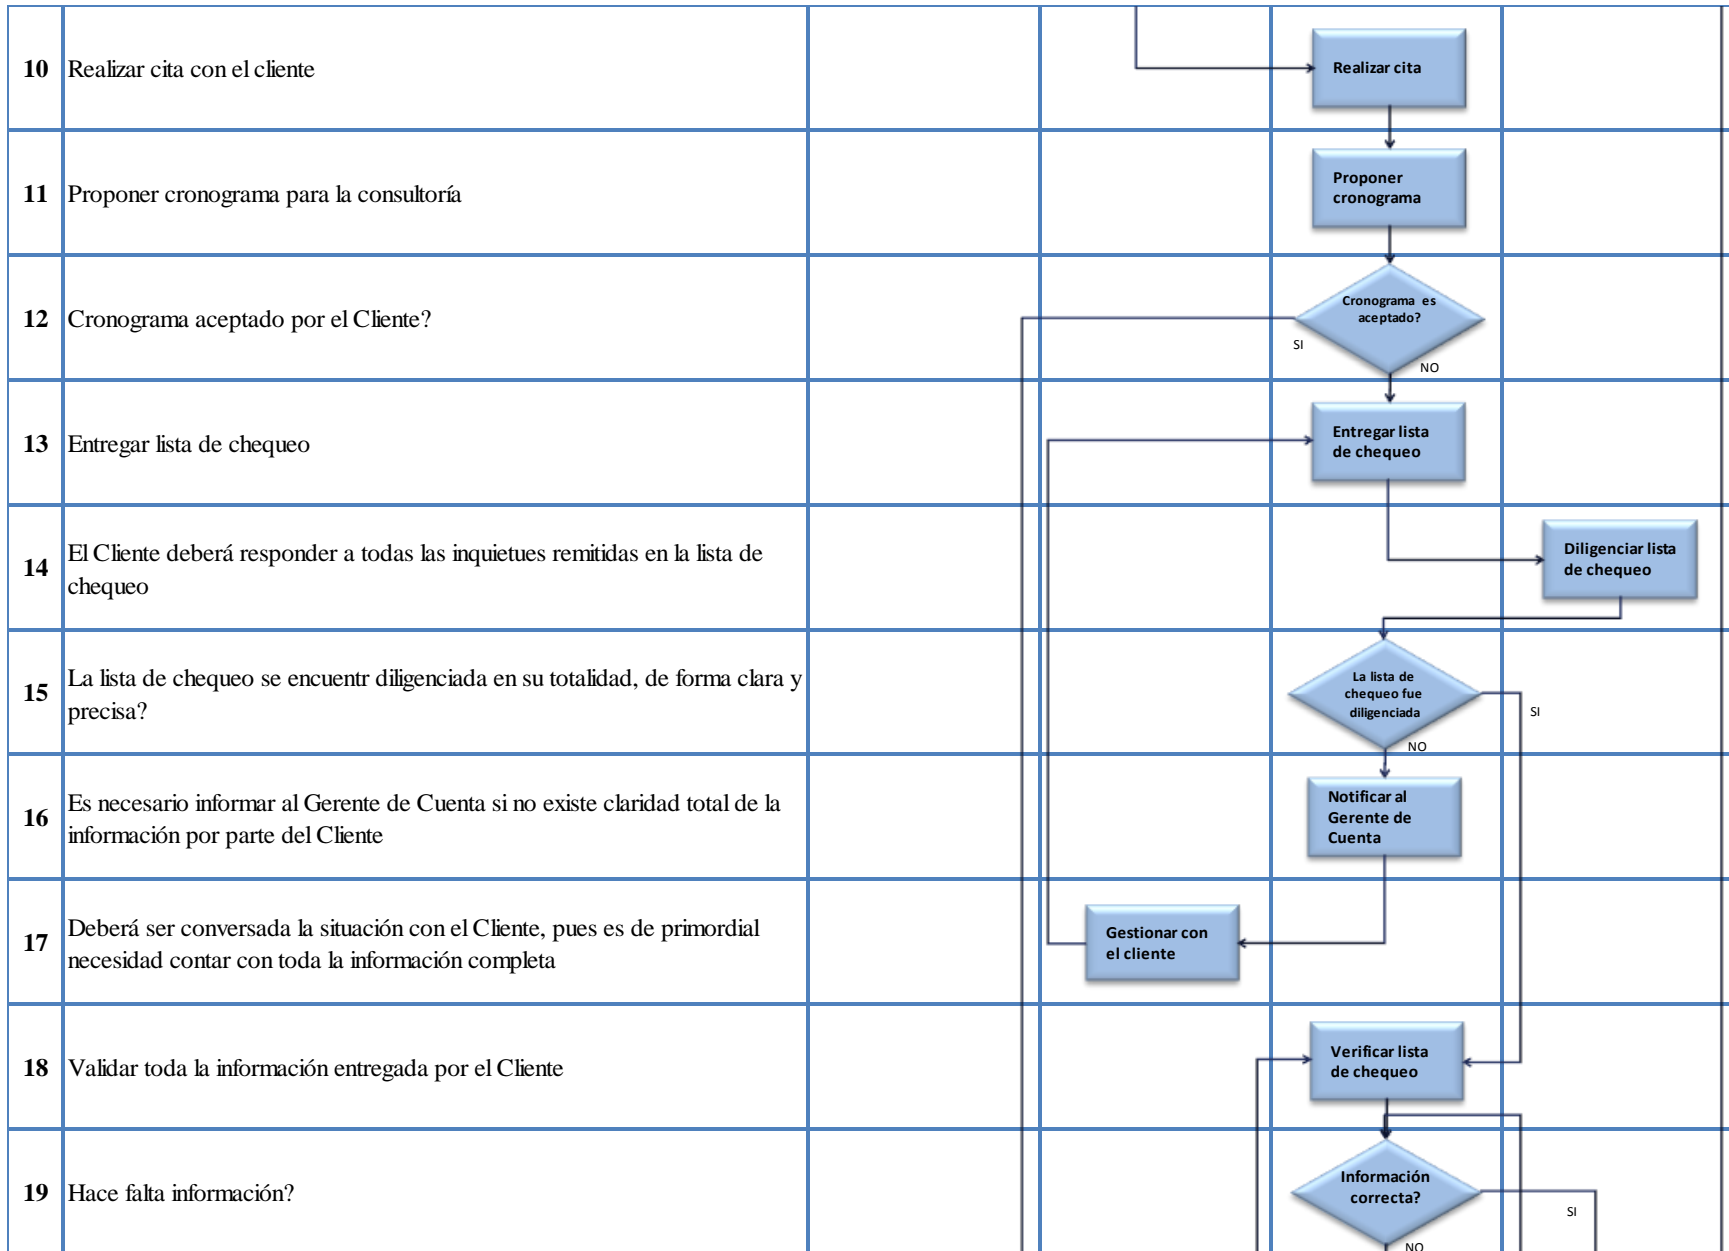 10 Realizar cita con el cliente
Realizar cita
11 Proponer cronograma para la consultoría
Proponer
cronograma
12 Cronograma aceptado por el Cliente?
Cronograma es
aceptado?
SI
NO
13 Entregar lista de chequeo
Entregar lista
de chequeo
14 El Cliente deberá responder a todas las inquietues remitidas en la lista de
chequeo
Diligenciar lista
de chequeo
15 La lista de chequeo se encuentr diligenciada en su totalidad, de forma clara y
precisa?
La lista de
chequeo fue
diligenciada
SI
NO
16 Es necesario informar al Gerente de Cuenta si no existe claridad total de la
información por parte del Cliente
Notificar al
Gerente de
Cuenta
17 Deberá ser conversada la situación con el Cliente, pues es de primordial
necesidad contar con toda la información completa
Gestionar con
el cliente
18 Validar toda la información entregada por el Cliente
Verificar lista
de chequeo
19 Hace falta información?
Información
correcta?
SI
NO